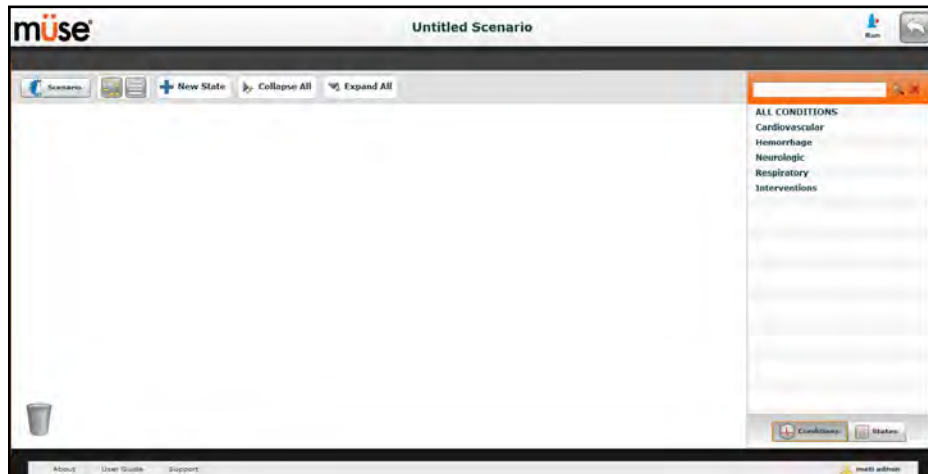 müse
Untitled Scenario
Run
Scenario
New State
Collapse All
Expand All
ALL CONDITIONS
Cardiovascular
Hemorrhage
Neurologic
Respiratory
Interventions
Conditions
States
About
User Guide
Support
meti admin